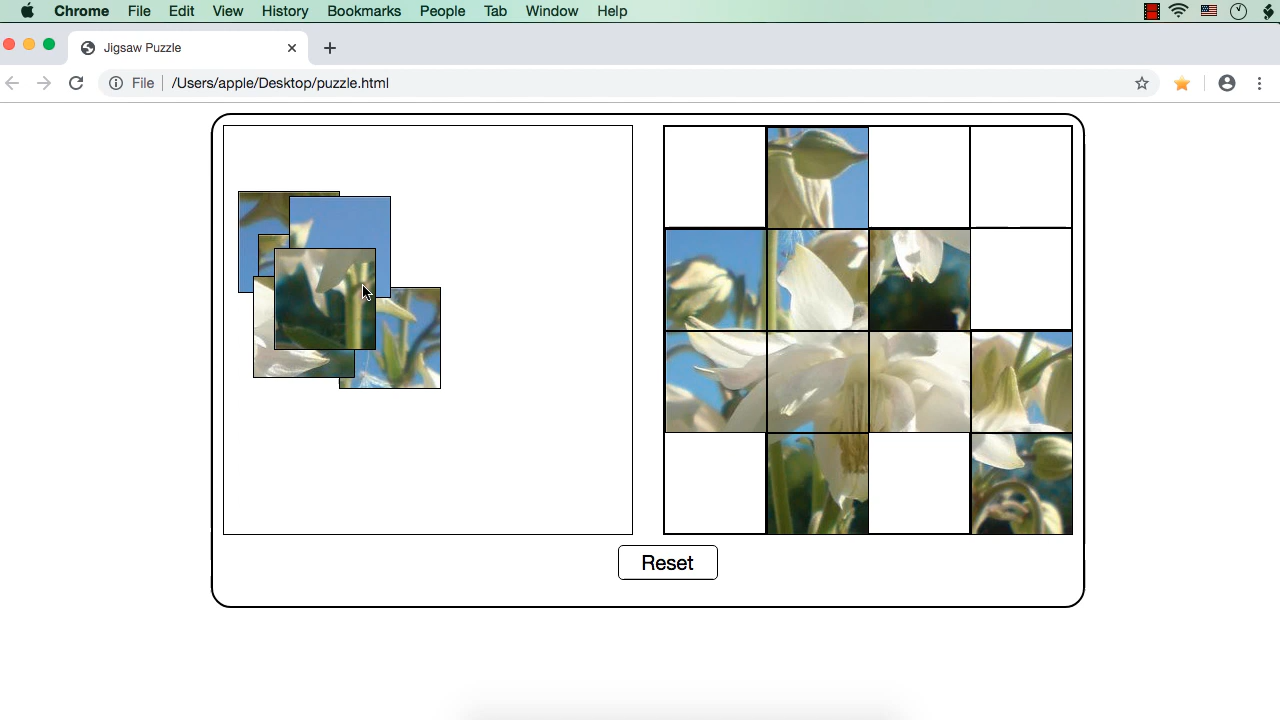 Chrome File Edit View History Bookmarks People Tab Window Help
Jigsaw Puzzle
File /Users/apple/Desktop/puzzle.html
Reset